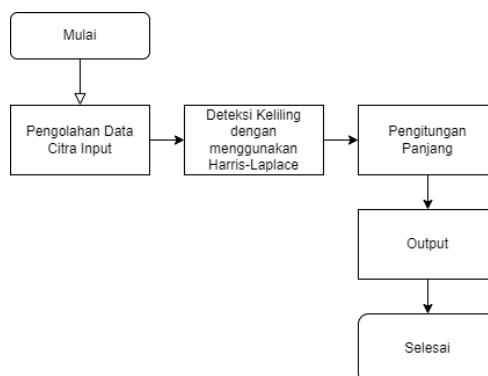 Mulai
Pengolahan Data
Citra Input
Deteksi Keliling
dengan
menggunakan
Harris-Laplace
Pengitungan
Panjang
Output
Selesai